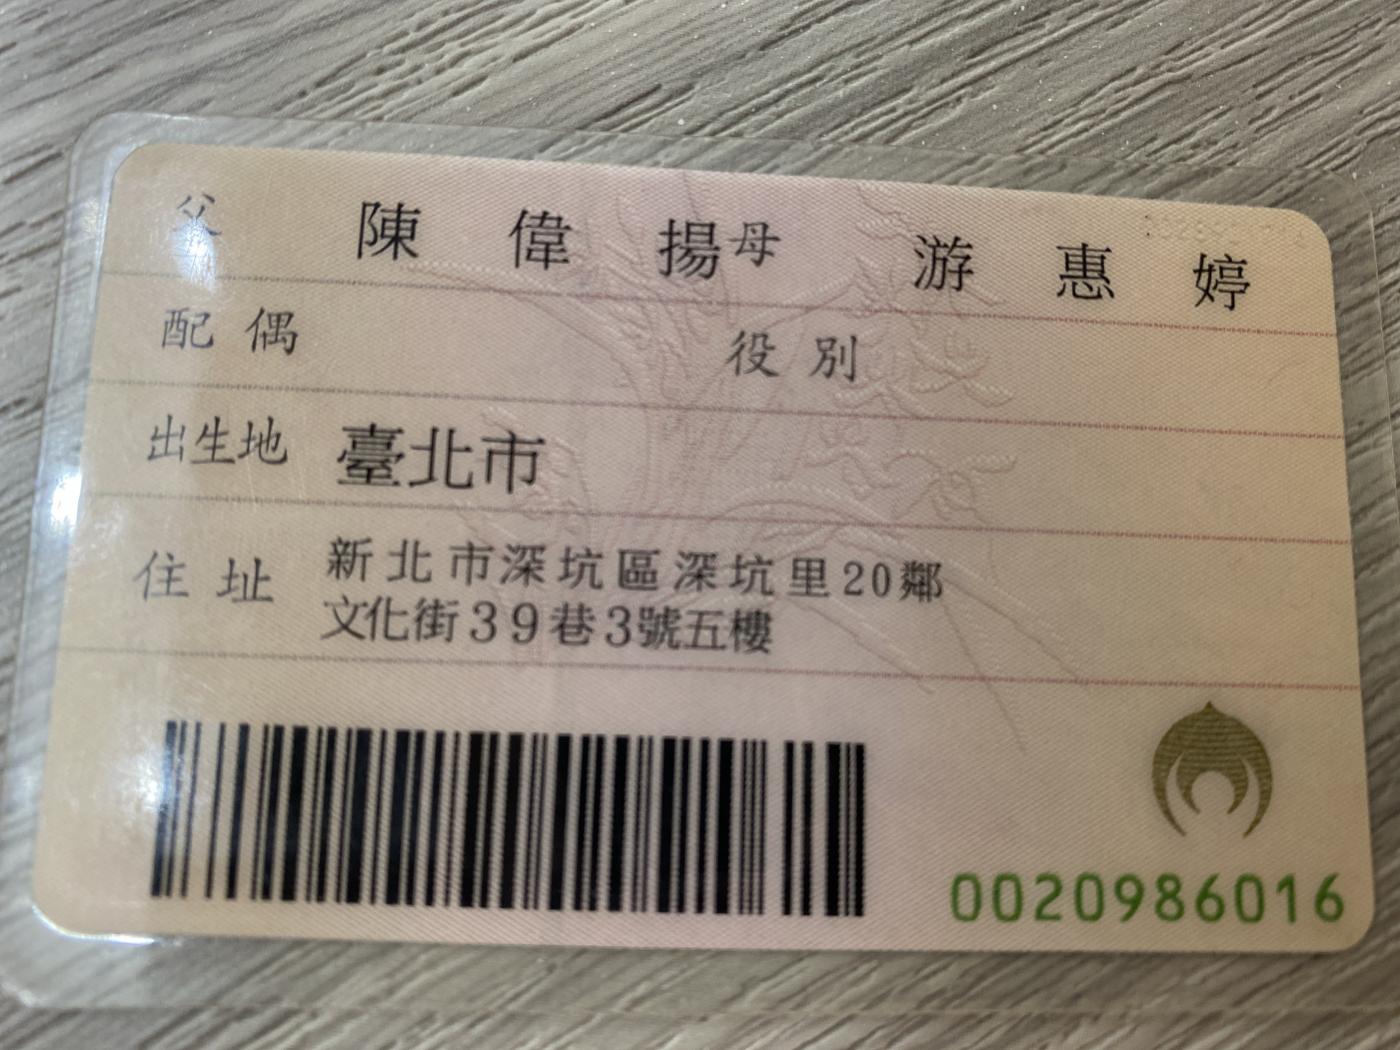 父 陳偉揚 母 游惠婷
配偶 役別
出生地 臺北市
住址 新北市深坑區深坑里20鄰
文化街39巷3號五樓
0020986016